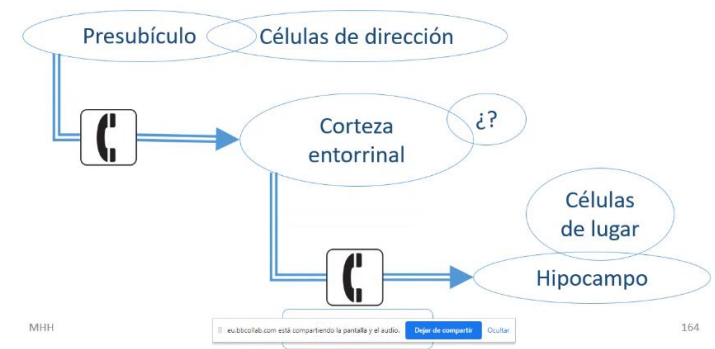 Presubículo
Células de dirección
Corteza
entorrinal
¿?
Células
de lugar
Hipocampo
MHH
eu.bbcollab.com está compartiendo la pantalla y el audio.
Dejar de compartir
Ocultar
164